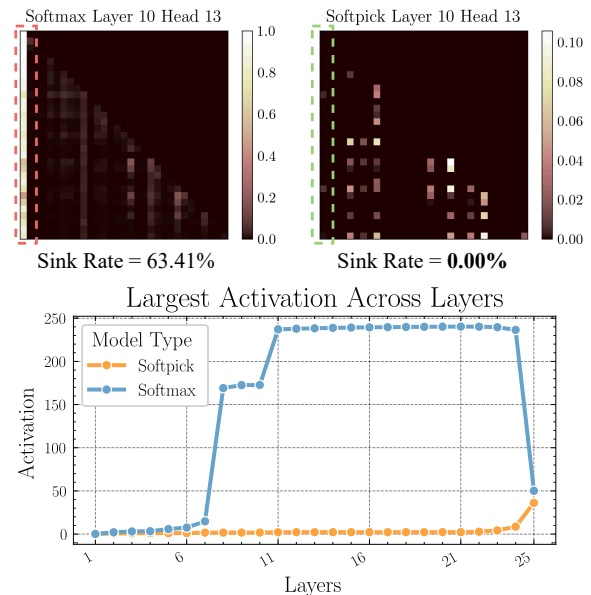 Softmax Layer 10 Head 13
Softpick Layer 10 Head 13
1.0
0.8
0.6
0.4
0.2
0.0
0.10
0.08
0.06
0.04
0.02
0.00
Sink Rate = 63.41%
Sink Rate = 0.00%
Largest Activation Across Layers
250
200
150
100
50
0
Activation
Model Type
Softpick
Softmax
1
6
11
16
21
25
Layers